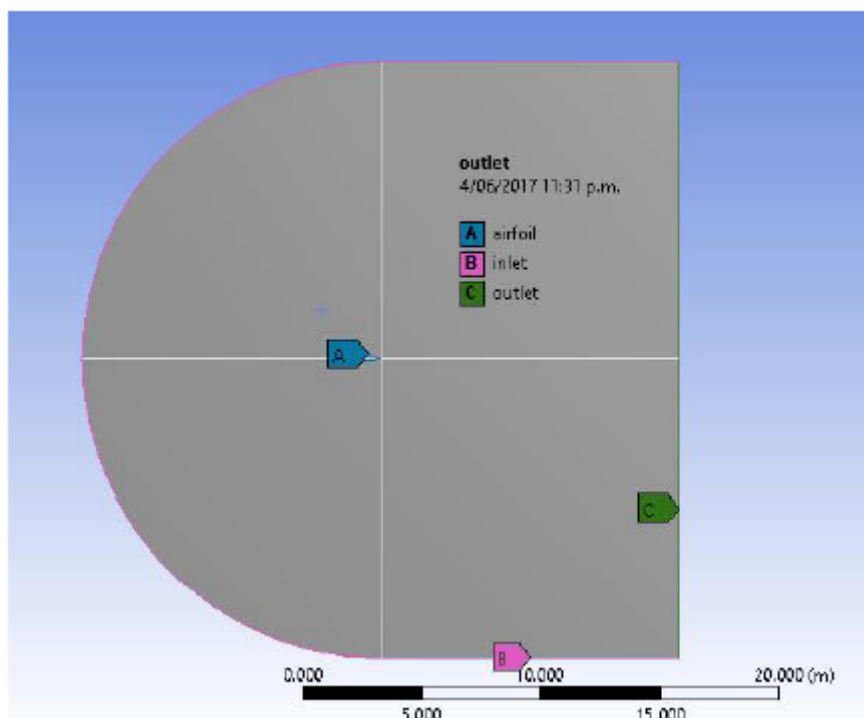 outlet
4/06/2017 11:31 p.m.
A airfoil
B inlet
C outlet
A
C
B
0.000 10.000 20.000 (m)
5.000 15.000